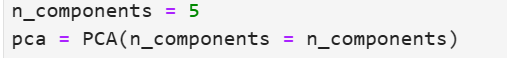 n_components = 5
pca = PCA(n_components = n_components)